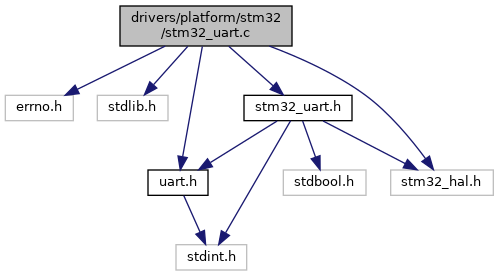 drivers/platform/stm32
/stm32_uart.c
errno.h
stdlib.h
stm32_uart.h
uart.h
stdbool.h
stm32_hal.h
stdint.h